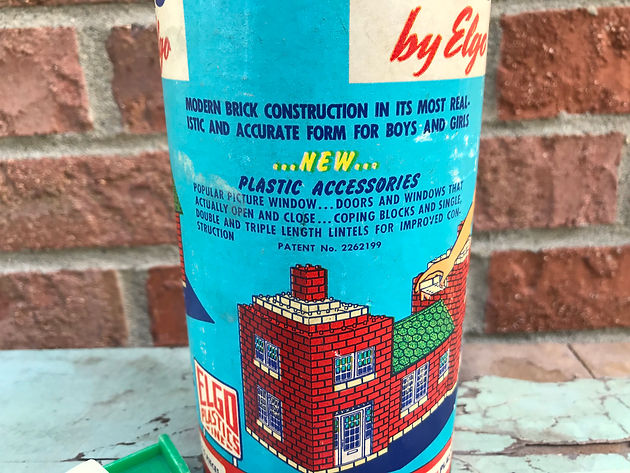 by Elgo
MODERN BRICK CONSTRUCTION IN ITS MOST REAL-
ISTIC AND ACCURATE FORM FOR BOYS AND GIRLS
...NEW...
PLASTIC ACCESSORIES
POPULAR PICTURE WINDOW...DOORS AND WINDOWS THAT
ACTUALLY OPEN AND CLOSE...COPING BLOCKS AND SINGLE,
DOUBLE AND TRIPLE LENGTH LINTELS FOR IMPROVED CON-
STRUCTION
PATENT No. 2262199
ELGO
PLASTICS